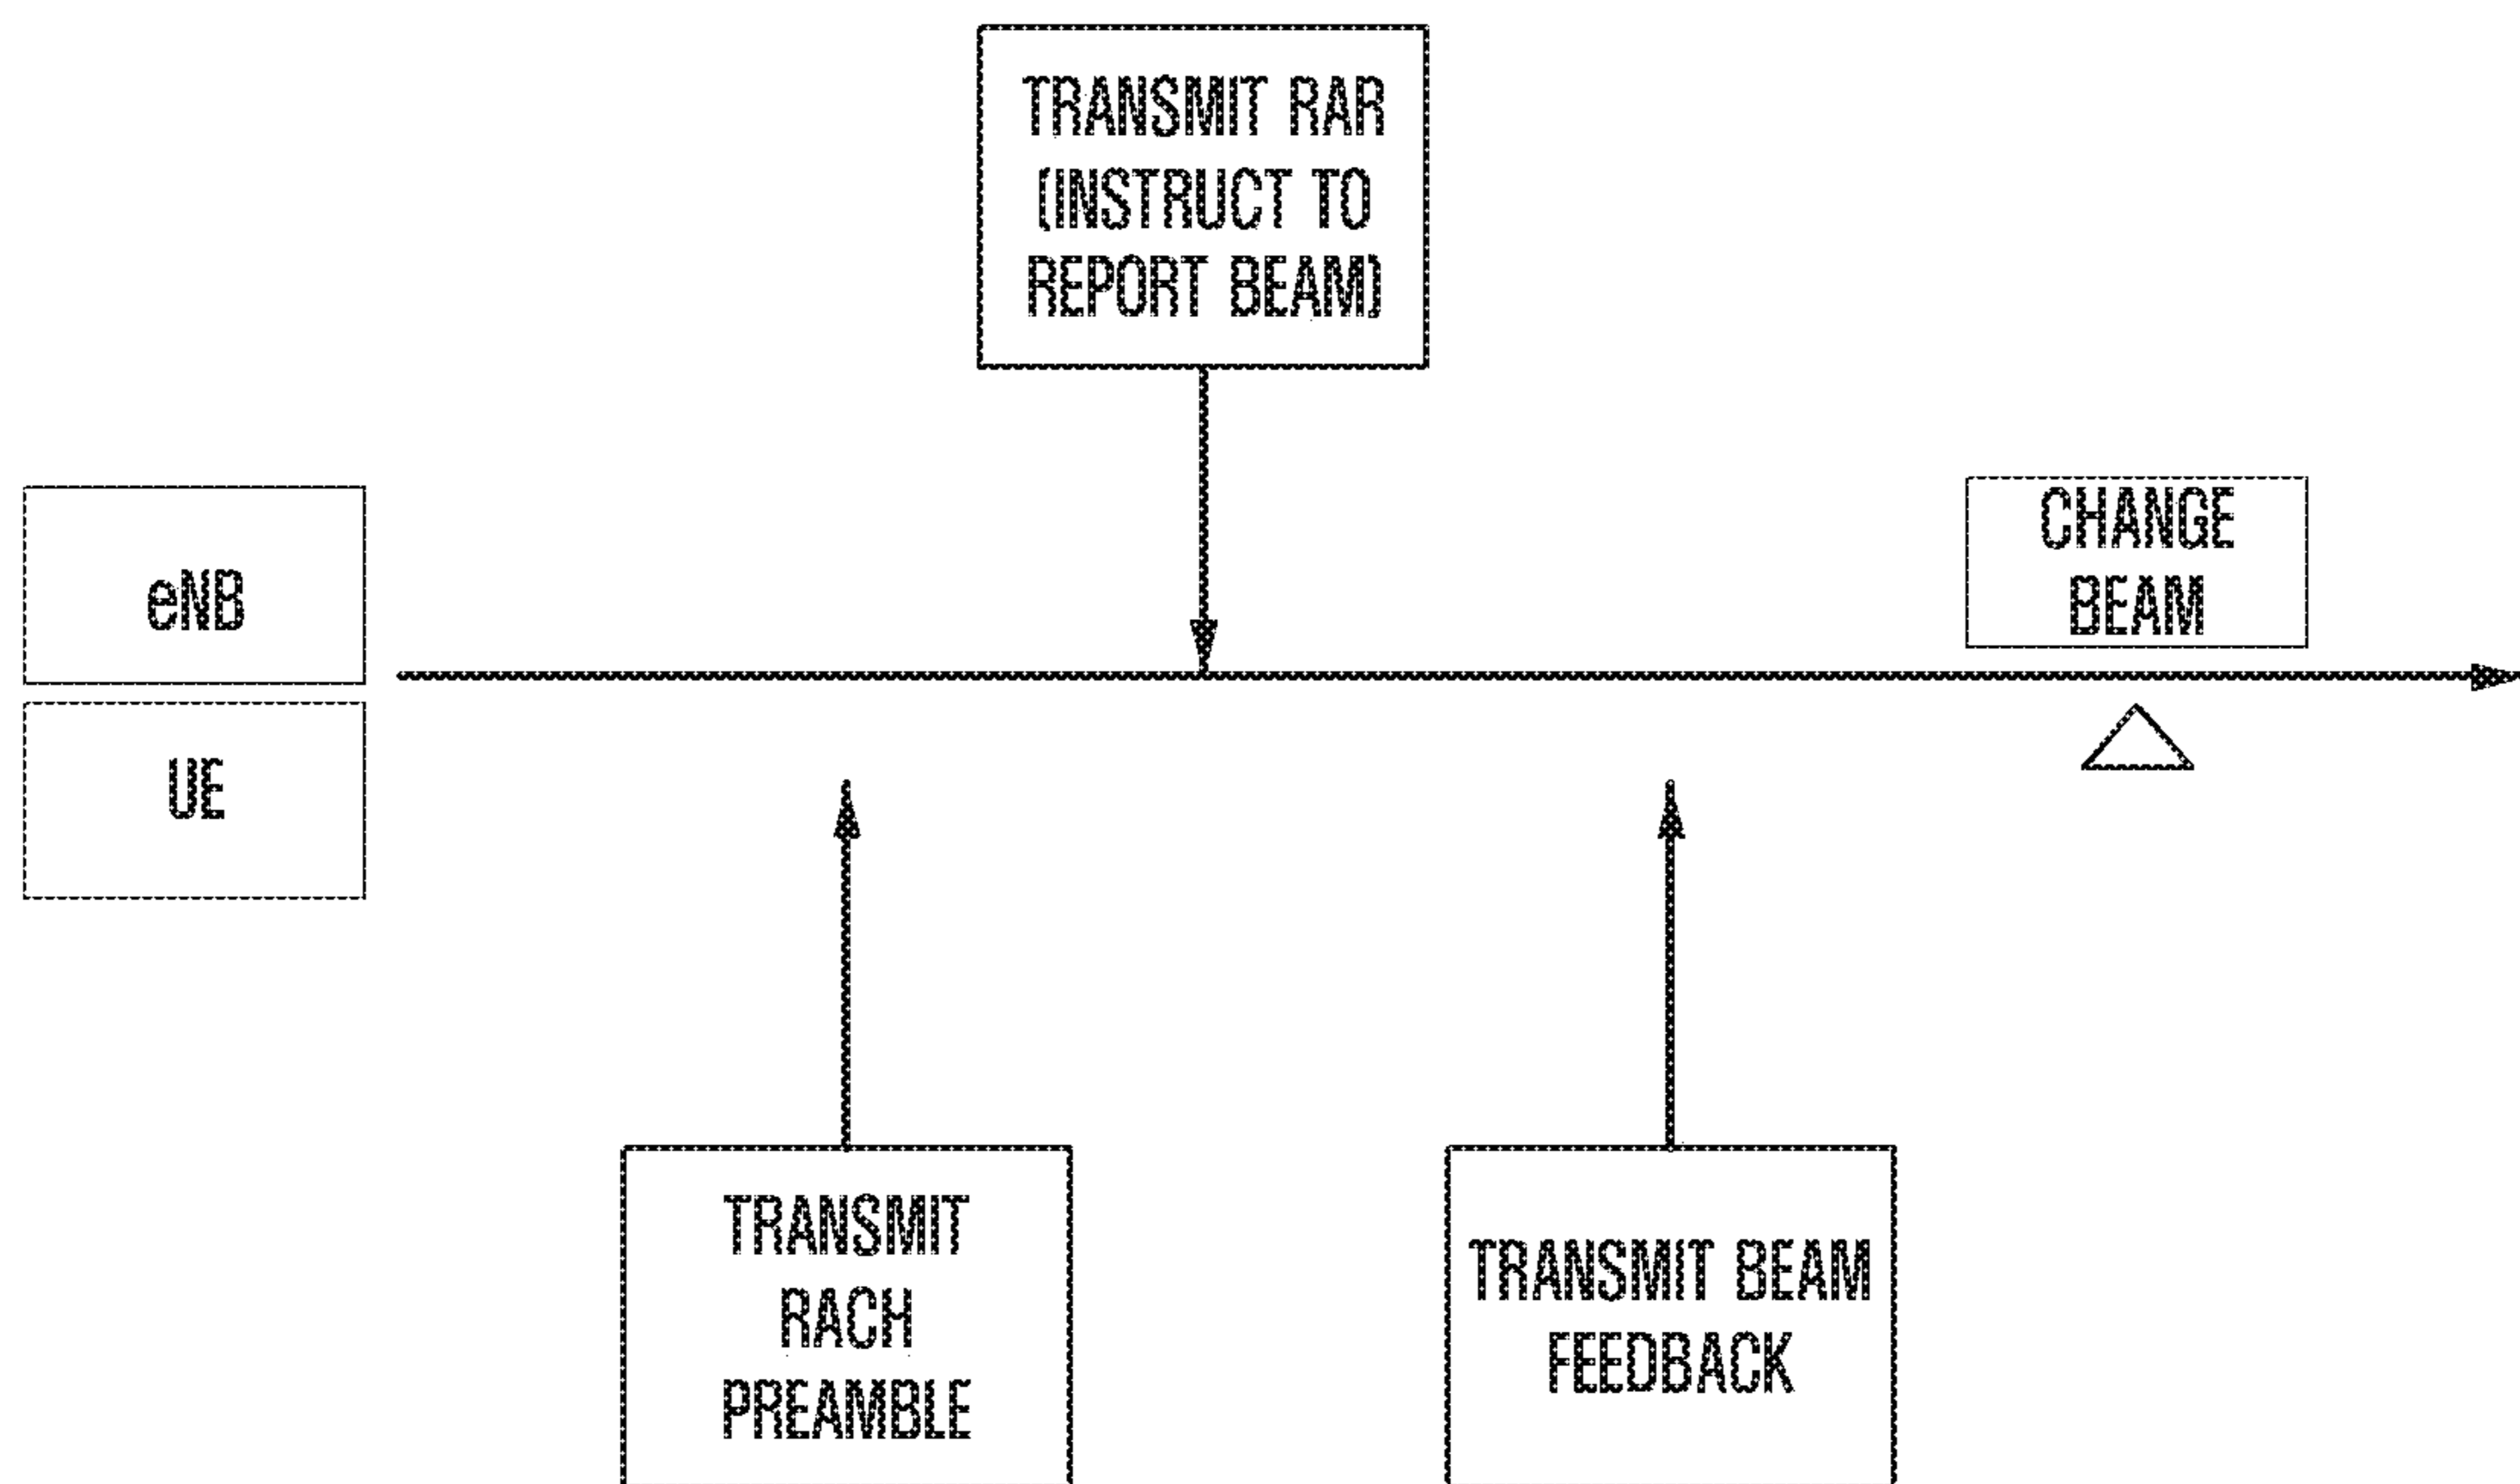 TRANSMIT RAR
(INSTRUCT TO
REPORT BEAM)
eNB
CHANGE
BEAM
UE
TRANSMIT
RACH
PREAMBLE
TRANSMIT BEAM
FEEDBACK